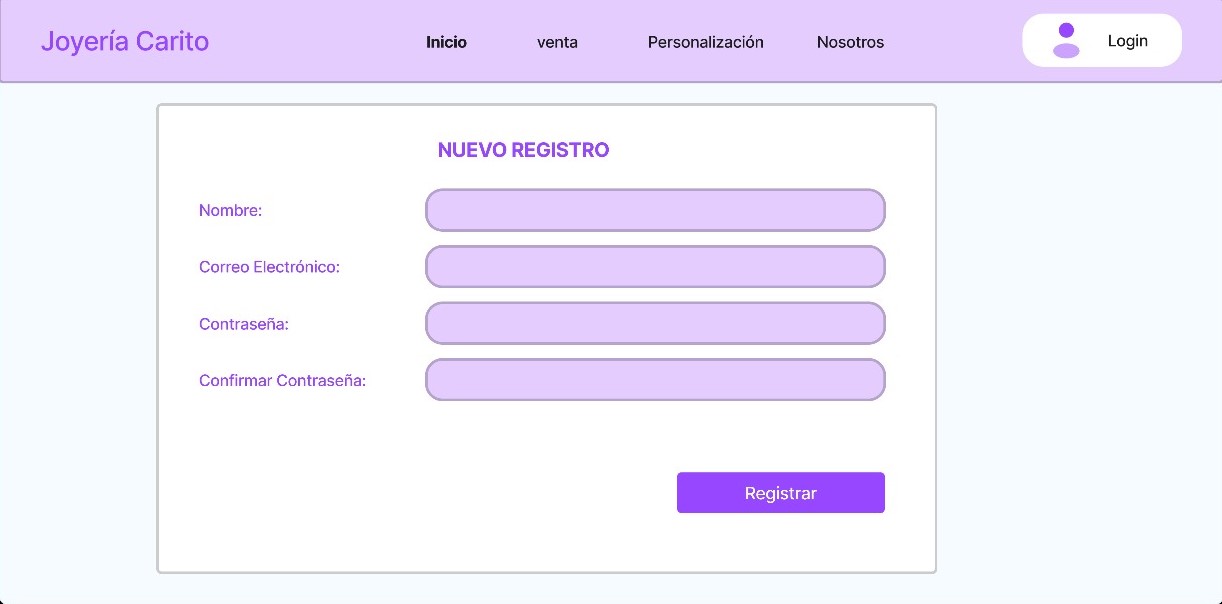 Joyería Carito
Inicio venta Personalización Nosotros Login
NUEVO REGISTRO
Nombre:
Correo Electrónico:
Contraseña:
Confirmar Contraseña:
Registrar